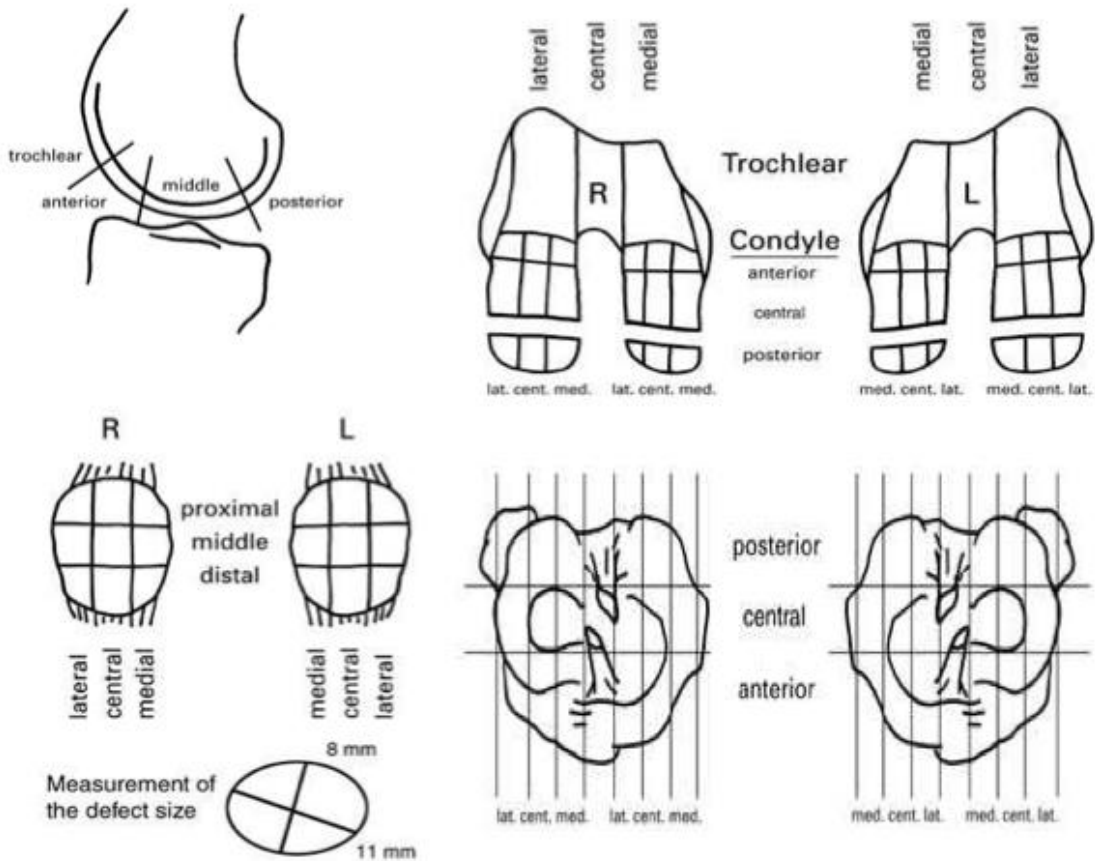 trochlear
anterior
middle
posterior
lateral
central
medial
R
Trochlear
Condyle
anterior
central
posterior
lat. cent. med.
lat. cent. med.
medial
central
lateral
L
med. cent. lat.
med. cent. lat.
R
L
proximal
middle
distal
lateral
central
medial
medial
central
lateral
Measurement of
the defect size
8 mm
11 mm
posterior
central
anterior
lat. cent. med.
lat. cent. med.
med. cent. lat.
med. cent. lat.